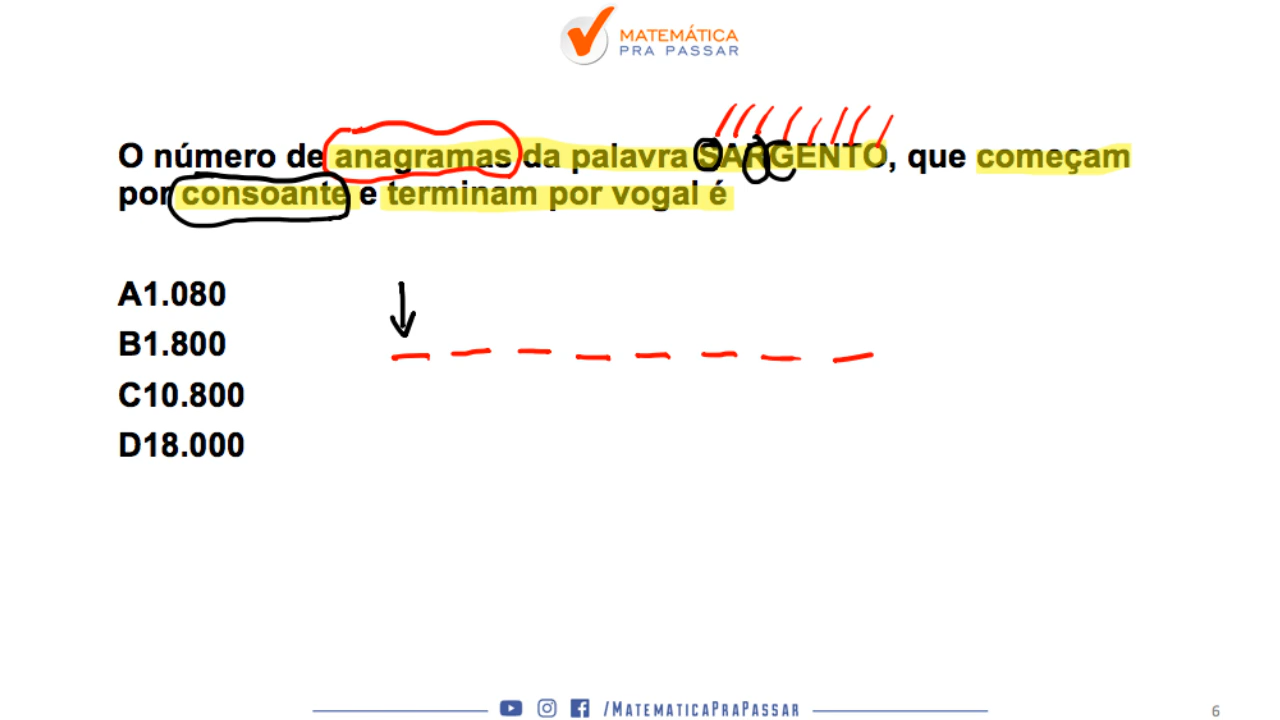 MATEMÁTICA
PRA PASSAR
O número de anagramas da palavra SARGENTO, que começam
por consoante e terminam por vogal é
A1.080
B1.800
C10.800
D18.000
/MATEMATICAPRAPASSAR
6